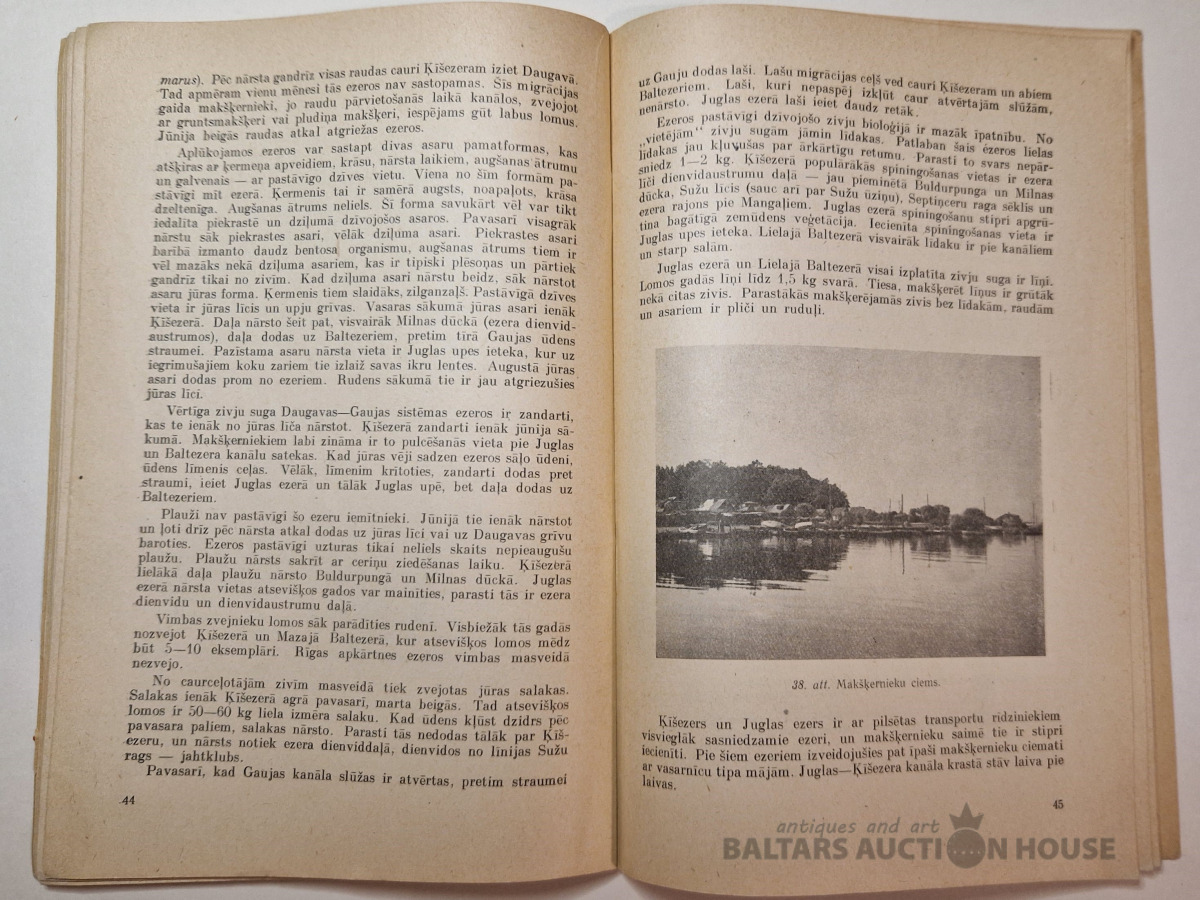 marus). Pēc nārsta gandrīz visas raudas cauri Ķīšezeram iziet Daugavā.
Tad apmēram vienu mēnesi tās ezeros nav sastopamas. Šīs migrācijas
gaida makšķernieki, jo raudu pārvietošanās laikā kanālos, zvejojot
ar gruntsmakšķeri vai pludiņa makšķeri, iespējams gūt labus lomus.
Jūnija beigās raudas atkal atgriežas ezeros.
Aplūkojamos ezeros var sastapt divas asaru pamatformas, kas
atšķiras ar ķermeņa apveidiem, krāsu, nārsta laikiem, augšanas ātrumu
un galvenais — ar pastāvīgo dzīves vietu. Viena no šīm formām pa-
stāvīgi mīt ezerā. Ķermenis tai ir samērā augsts, noapaļots, krāsa
dzeltenīga. Augšanas ātrums neliels. Šī forma savukārt vēl var tikt
iedalīta piekrastē un dziļumā dzīvojošos asaros. Pavasarī visagrāk
nārstu sāk piekrastes asari, vēlāk dziļuma asari. Piekrastes asari
barībā izmanto daudz bentosa organismu, augšanas ātrums tiem ir
vēl mazāks nekā dziļuma asariem, kas ir tipiski plēsoņas un pārtiek
gandrīz tikai no zivīm. Kad dziļuma asari nārstu beidz, sāk nārstot
asaru jūras forma. Ķermenis tiem slaidāks, zilganzaļš. Pastāvīgā dzīves
vieta ir jūras līcis un upju grīvas. Vasaras sākumā jūras asari ienāk
Ķīšezerā. Daļa nārsto šeit pat, visvairāk Milnas dūckā (ezera dienvid-
austrumos), daļa dodas uz Baltezeriem, pretim tīrā Gaujas ūdens
straumei. Pazīstama asaru nārsta vieta ir Juglas upes ieteka, kur uz
iegrimušajiem koku zariem tie izlaiž savas ikru lentes. Augustā jūras
asari dodas prom no ezeriem. Rudens sākumā tie ir jau atgriezušies
jūras līcī.
Vērtīga zivju suga Daugavas—Gaujas sistēmas ezeros ir zandarti,
kas te ienāk no jūras līča nārstot. Ķīšezerā zandarti ienāk jūnija sā-
kumā. Makšķerniekiem labi zināma ir to pulcēšanās vieta pie Juglas
un Baltezera kanālu satekas. Kad jūras vēji sadzen ezeros sāļo ūdeni,
ūdens līmenis ceļas. Vēlāk, līmenim krītoties, zandarti dodas pret
straumi, ieiet Juglas ezerā un tālāk Juglas upē, bet daļa dodas uz
Baltezeriem.
Plauži nav pastāvīgi šo ezeru iemītnieki. Jūnijā tie ienāk nārstot
un ļoti drīz pēc nārsta atkal dodas uz jūras līci vai uz Daugavas grīvu
baroties. Ezeros pastāvīgi uzturas tikai neliels skaits nepieaugušu
plaužu. Plaužu nārsts sakrīt ar ceriņu ziedēšanas laiku. Ķīšezerā
lielākā daļa plaužu nārsto Buldurpungā un Milnas dūckā. Juglas
ezerā nārsta vietas atsevišķos gados var mainīties, parasti tās ir ezera
dienvidu un dienvidaustrumu daļā.
Vimbas zvejnieku lomos sāk parādīties rudenī. Visbiežāk tās gadās
nozvejot Ķīšezerā un Mazajā Baltezerā, kur atsevišķos lomos mēdz
būt 5—10 eksemplāri. Rīgas apkārtnes ezeros vimbas masveidā
nezvejo.
No caurceļotājām zivīm masveidā tiek zvejotas jūras salakas.
Salakas ienāk Ķīšezerā agrā pavasarī, marta beigās. Tad atsevišķos
lomos ir 50—60 kg liela izmēra salaku. Kad ūdens kļūst dzidrs pēc
pavasara paliem, salakas nārsto. Parasti tās nedodas tālāk par Ķīš-
ezeru, un nārsts notiek ezera dienviddaļā, dienvidos no līnijas Sužu
rags — jahtklubs.
Pavasarī, kad Gaujas kanāla slūžas ir atvērtas, pretim straumei
44
uz Gauju dodas laši. Lašu migrācijas ceļš ved cauri Ķīšezeram un abiem
Baltezeriem. Laši, kuri nepaspēj izkļūt caur atvērtajām slūžām,
nenārsto. Juglas ezerā laši ieiet daudz retāk.
Ezeros pastāvīgi dzīvojošo zivju bioloģijā ir mazāk īpatnību. No
„vietējām“ zivju sugām jāmin līdakas. Patlaban šais ezeros lielas
līdakas jau kļuvušas par ārkārtīgu retumu. Parasti to svars nepār-
sniedz 1—2 kg. Ķīšezerā populārākās spiningošanas vietas ir ezera
līči dienvidaustrumu daļā — jau pieminētā Buldurpunga un Milnas
dūcka, Sužu līcis (sauc arī par Sužu ūziņu), Septiņceru raga sēklis un
ezera rajons pie Mangaļiem. Juglas ezerā spiningošanu stipri apgrū-
tina bagātīgā zemūdens veģetācija. Iecienīta spiningošanas vieta ir
Juglas upes ieteka. Lielajā Baltezerā visvairāk līdaku ir pie kanāliem
un starp salām.
Juglas ezerā un Lielajā Baltezerā visai izplatīta zivju suga ir līņi.
Lomos gadās līņi līdz 1,5 kg svarā. Tiesa, makšķerēt līņus ir grūtāk
nekā citas zivis. Parastākās makšķerējamās zivis bez līdakām, raudām
un asariem ir pliči un ruduļi.
38. att. Makšķernieku ciems.
Ķīšezers un Juglas ezers ir ar pilsētas transportu rīdziniekiem
visvieglāk sasniedzamie ezeri, un makšķernieku saimē tie ir stipri
iecienīti. Pie šiem ezeriem izveidojušies pat īpaši makšķernieku ciemati
ar vasarnīcu tipa mājām. Juglas—Ķīšezera kanāla krastā stāv laiva pie
laivas.
45
antiques and art
BALTARS AUCTION HOUSE